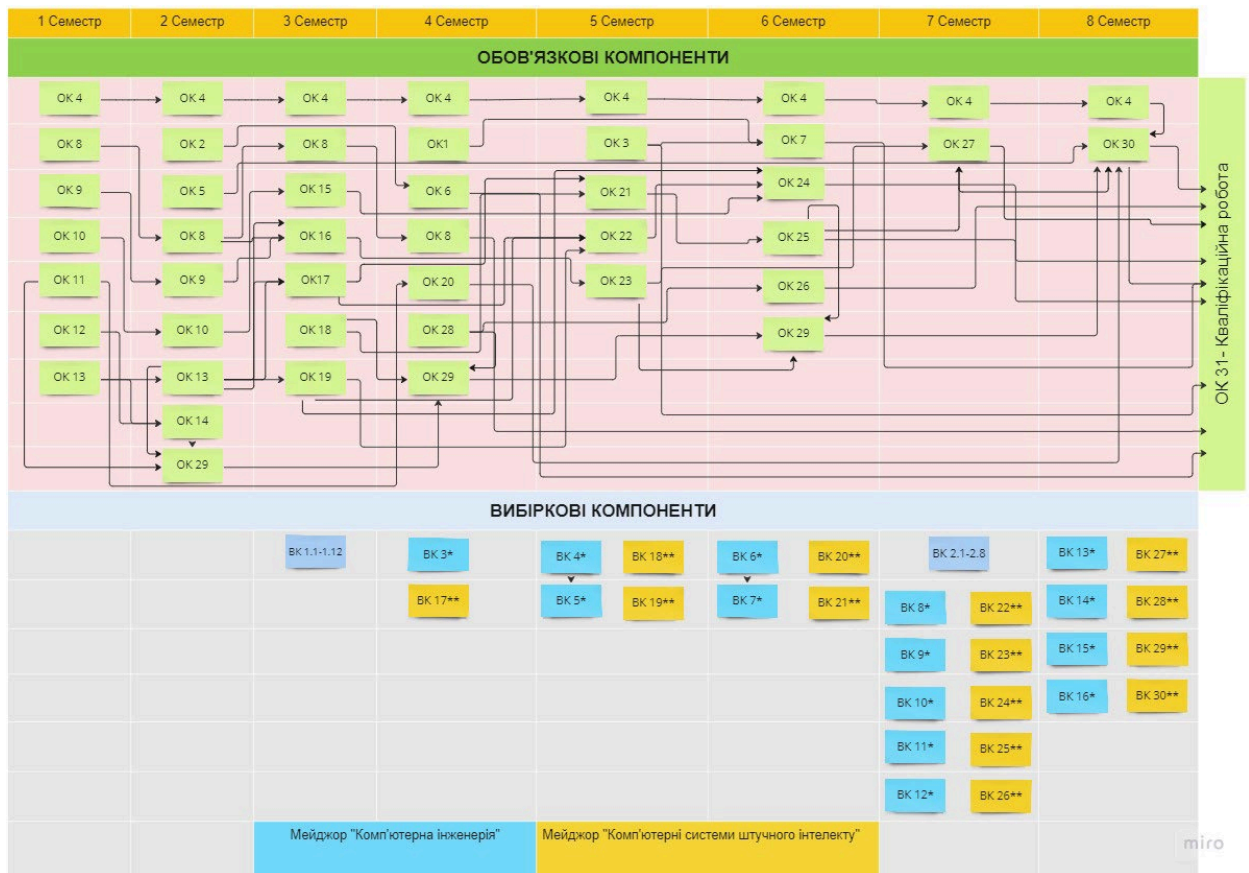 1 Семестр 2 Семестр 3 Семестр 4 Семестр 5 Семестр 6 Семестр 7 Семестр 8 Семестр
ОБОВ'ЯЗКОВІ КОМПОНЕНТИ
ОК 4 ОК 4 ОК 4 ОК 4 ОК 4 ОК 4 ОК 4 ОК 4
ОК 8 ОК 2 ОК 8 ОК1 ОК 3 ОК 7 ОК 27 ОК 30
ОК 9 ОК 5 ОК 15 ОК 6 ОК 21 ОК 24
ОК 10 ОК 8 ОК 16 ОК 8 ОК 22 ОК 25
ОК 11 ОК 9 ОК17 ОК 20 ОК 23 ОК 26
ОК 12 ОК 10 ОК 18 ОК 28 ОК 29
ОК 13 ОК 13 ОК 19 ОК 29
ОК 14
ОК 29
ОК 31- Кваліфікаційна робота
ВИБІРКОВІ КОМПОНЕНТИ
ВК 1.1-1.12 ВК 3* ВК 4* ВК 18** ВК 6* ВК 20** ВК 2.1-2.8 ВК 13* ВК 27**
ВК 17** ВК 5* ВК 19** ВК 7* ВК 21** ВК 8* ВК 22** ВК 14* ВК 28**
ВК 9* ВК 23** ВК 15* ВК 29**
ВК 10* ВК 24** ВК 16* ВК 30**
ВК 11* ВК 25**
ВК 12* ВК 26**
Мейджор "Комп'ютерна інженерія" Мейджор "Комп'ютерні системи штучного інтелекту"
miro